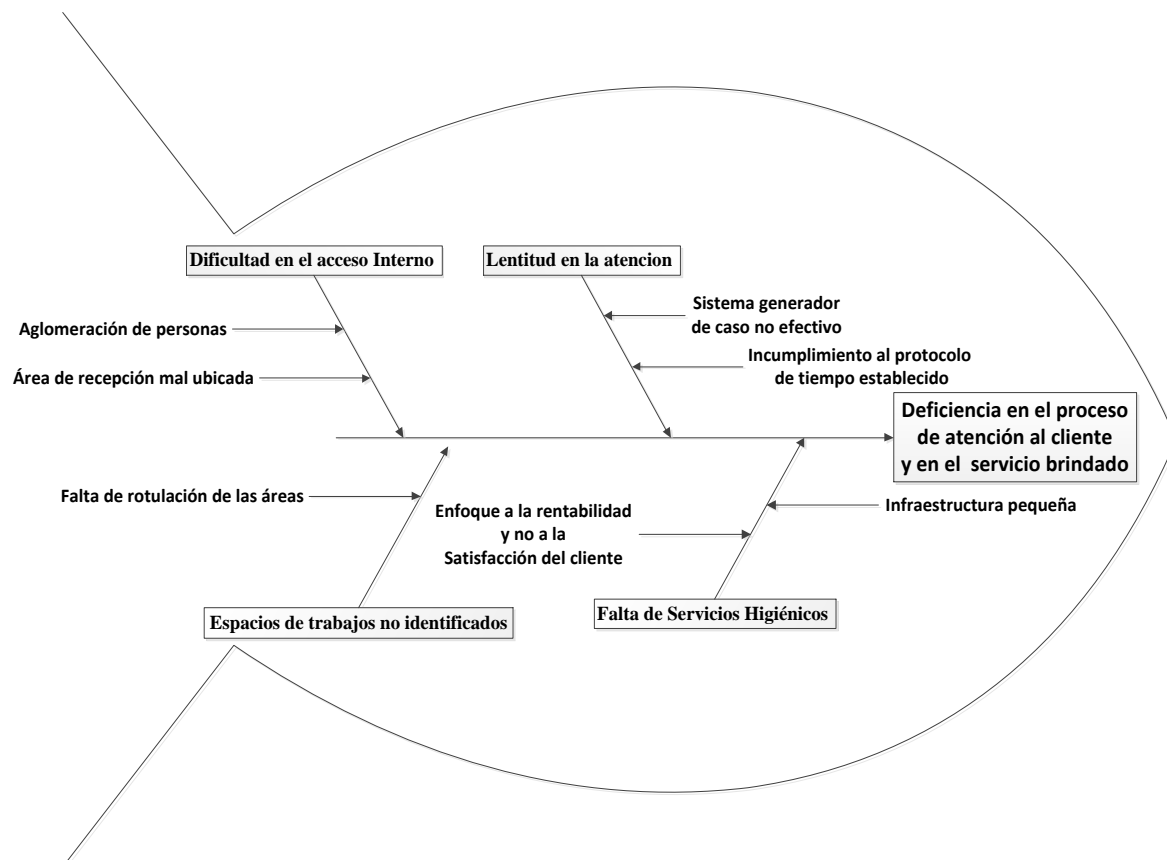 Dificultad en el acceso Interno
Lentitud en la atencion
Aglomeración de personas
Área de recepción mal ubicada
Sistema generador
de caso no efectivo
Incumplimiento al protocolo
de tiempo establecido
Deficiencia en el proceso
de atención al cliente
y en el servicio brindado
Falta de rotulación de las áreas
Enfoque a la rentabilidad
y no a la
Satisfacción del cliente
Infraestructura pequeña
Espacios de trabajos no identificados
Falta de Servicios Higiénicos